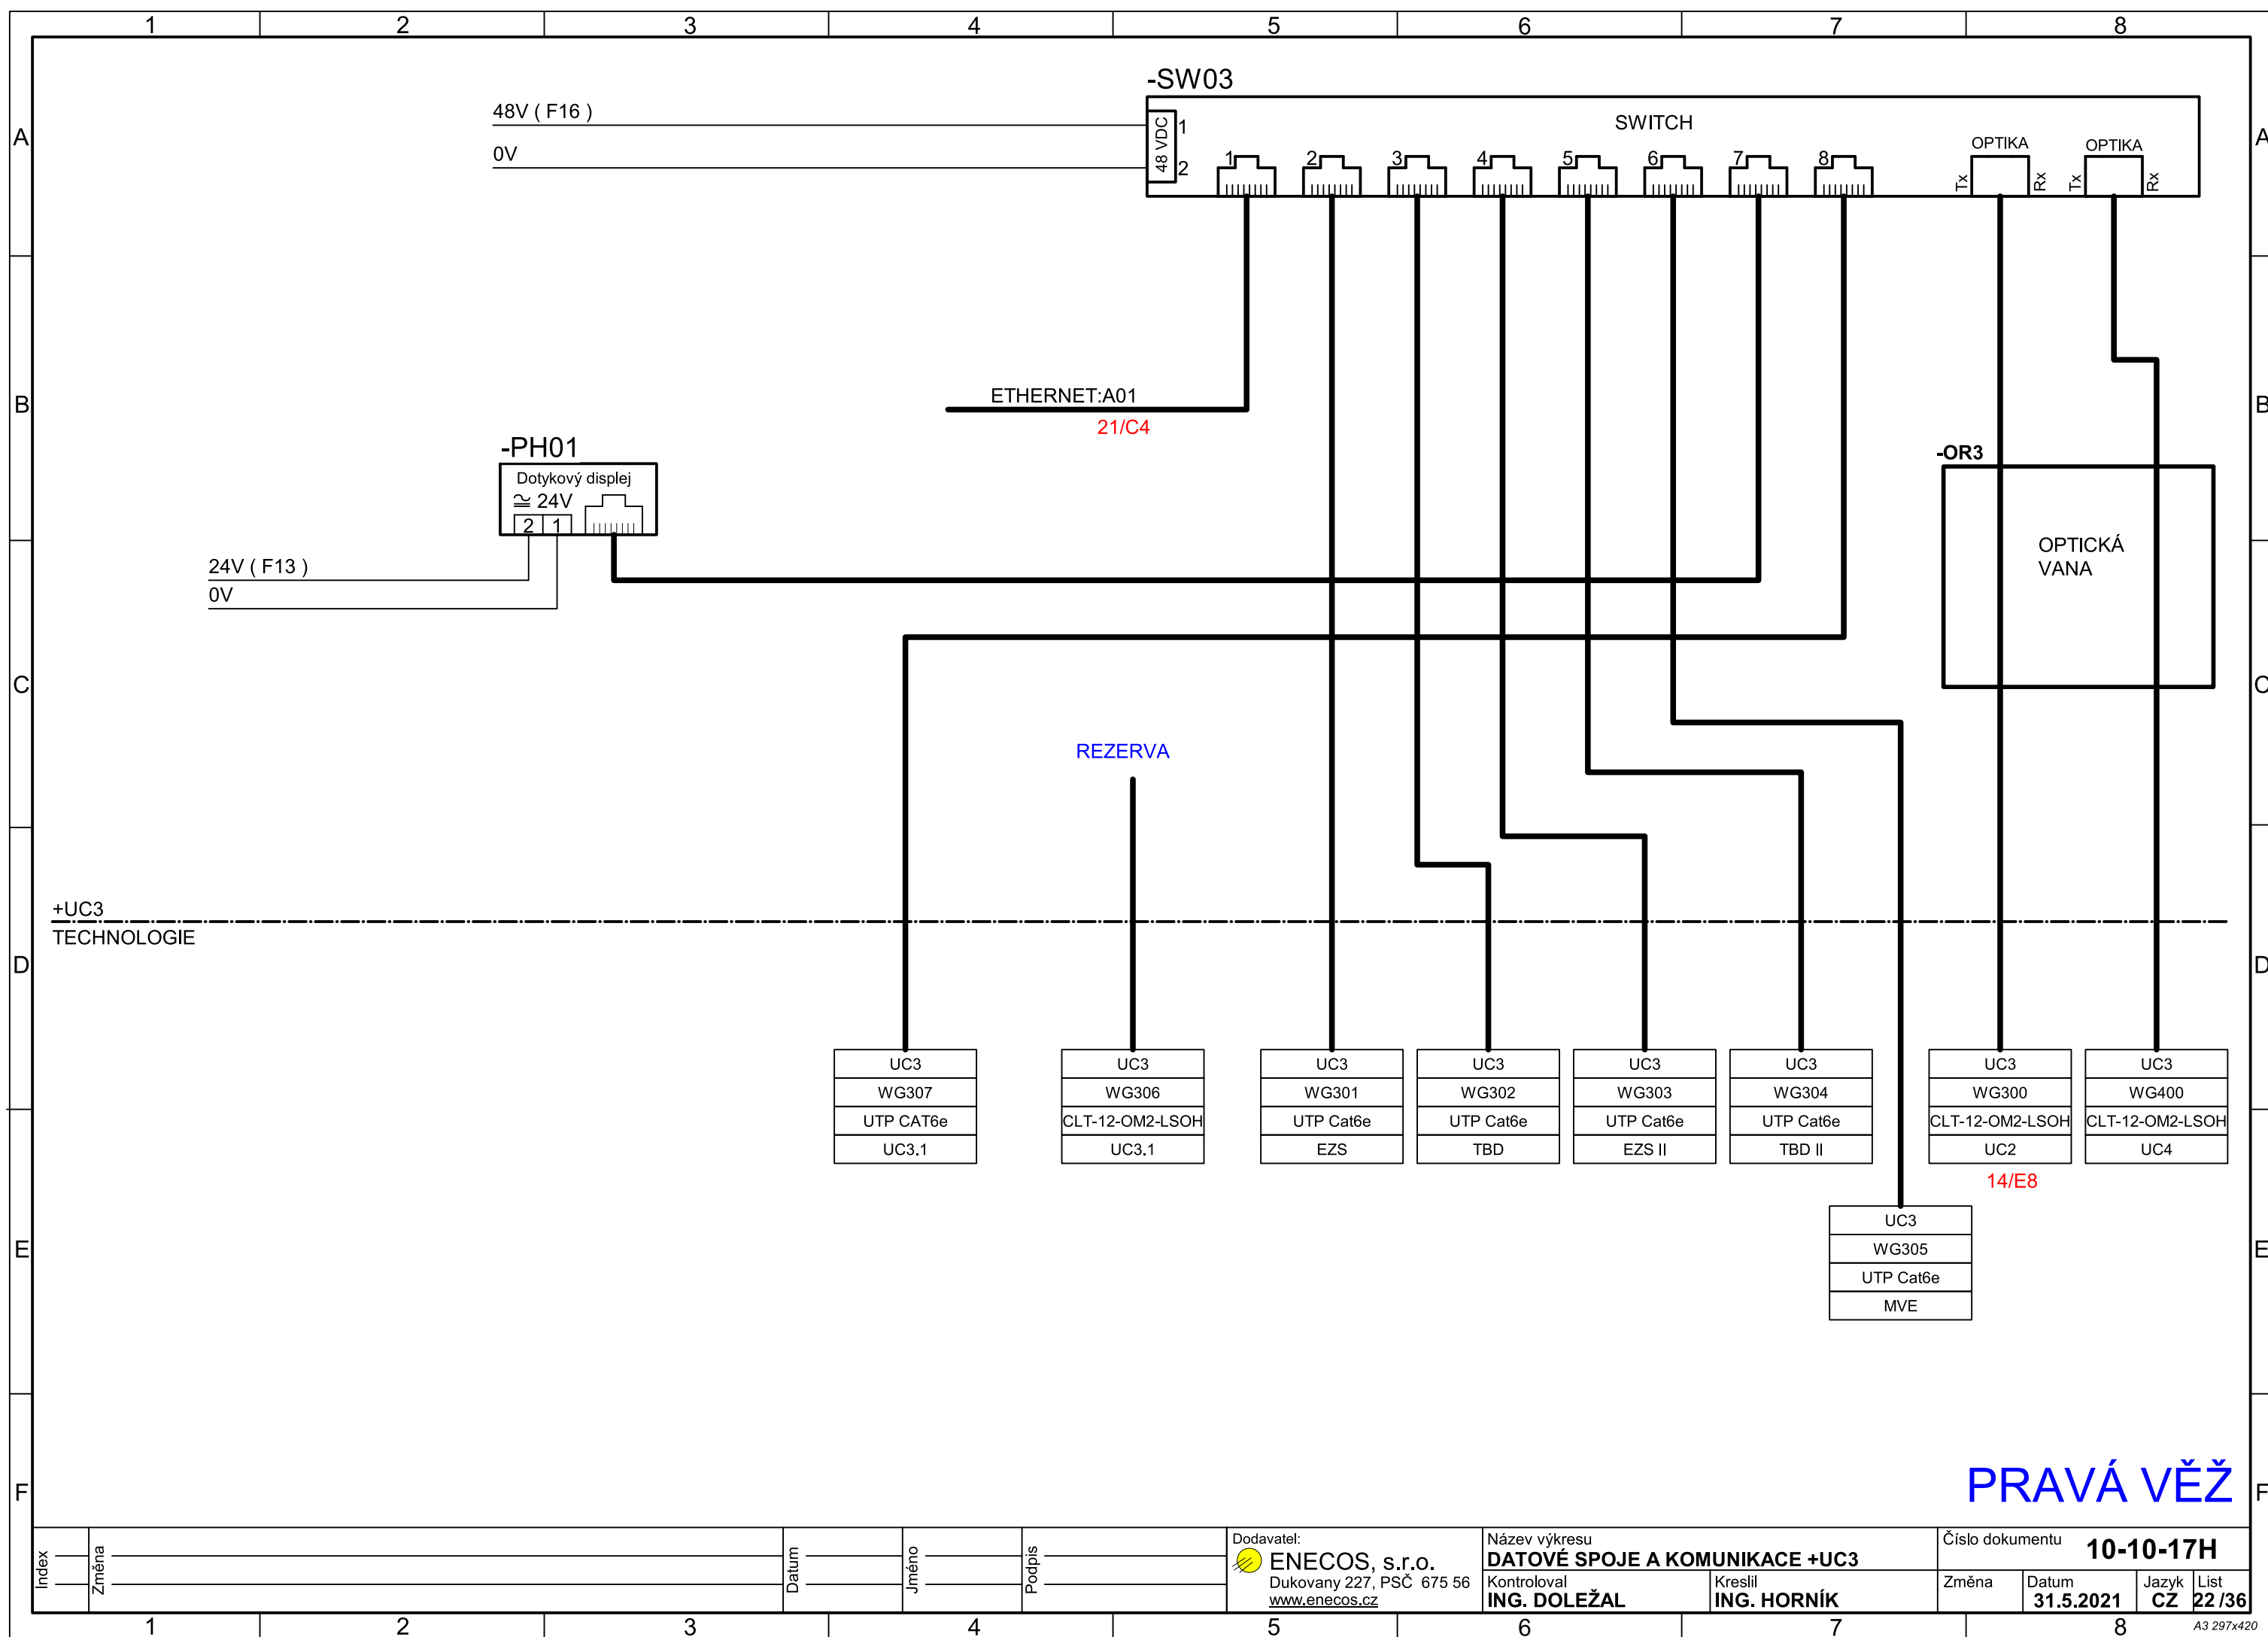 1 2 3 4 5 6 7 8
A A
B B
C C
D D
E E
F F
-SW03
48V ( F16 )
0V
48 VDC
1
2
SWITCH
1 2 3 4 5 6 7 8
OPTIKA
OPTIKA
Tx Rx Tx Rx
ETHERNET:A01
21/C4
-PH01
Dotykový displej
≅ 24V
2 1
24V ( F13 )
0V
-OR3
OPTICKÁ
VANA
REZERVA
+UC3
TECHNOLOGIE
UC3
WG307
UTP CAT6e
UC3.1
UC3
WG306
CLT-12-OM2-LSOH
UC3.1
UC3
WG301
UTP Cat6e
EZS
UC3
WG302
UTP Cat6e
TBD
UC3
WG303
UTP Cat6e
EZS II
UC3
WG304
UTP Cat6e
TBD II
UC3
WG300
CLT-12-OM2-LSOH
UC2
14/E8
UC3
WG400
CLT-12-OM2-LSOH
UC4
UC3
WG305
UTP Cat6e
MVE
PRAVÁ VĚŽ
Index
Změna
Datum
Jméno
Podpis
Dodavatel:
ENECOS, s.r.o.
Dukovany 227, PSČ 675 56
www.enecos.cz
Název výkresu
DATOVÉ SPOJE A KOMUNIKACE +UC3
Kontroloval
ING. DOLEŽAL
Kreslil
ING. HORNÍK
Číslo dokumentu
10-10-17H
Změna
Datum
31.5.2021
Jazyk
CZ
List
22 /36
1 2 3 4 5 6 7 8
A3 297x420